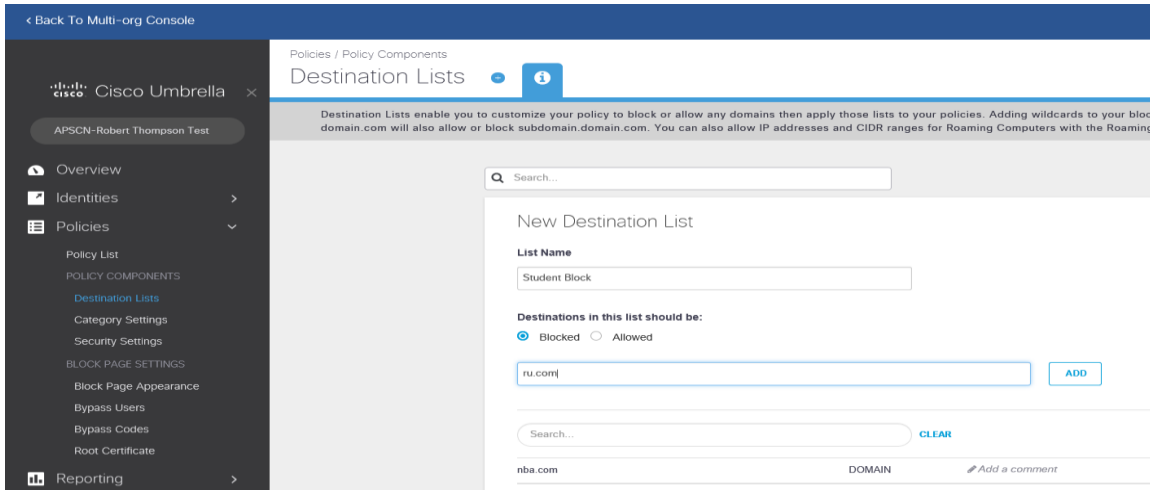 < Back To Multi-org Console
Policies / Policy Components
Destination Lists
cisco Cisco Umbrella ×
APSCN-Robert Thompson Test
Destination Lists enable you to customize your policy to block or allow any domains then apply those lists to your policies. Adding wildcards to your bloc
domain.com will also allow or block subdomain.domain.com. You can also allow IP addresses and CIDR ranges for Roaming Computers with the Roaming
Overview
Identities
Policies
Policy List
POLICY COMPONENTS
Destination Lists
Category Settings
Security Settings
BLOCK PAGE SETTINGS
Block Page Appearance
Bypass Users
Bypass Codes
Root Certificate
Reporting
Search...
New Destination List
List Name
Student Block
Destinations in this list should be:
Blocked Allowed
ru.com ADD
Search... CLEAR
nba.com DOMAIN Add a comment